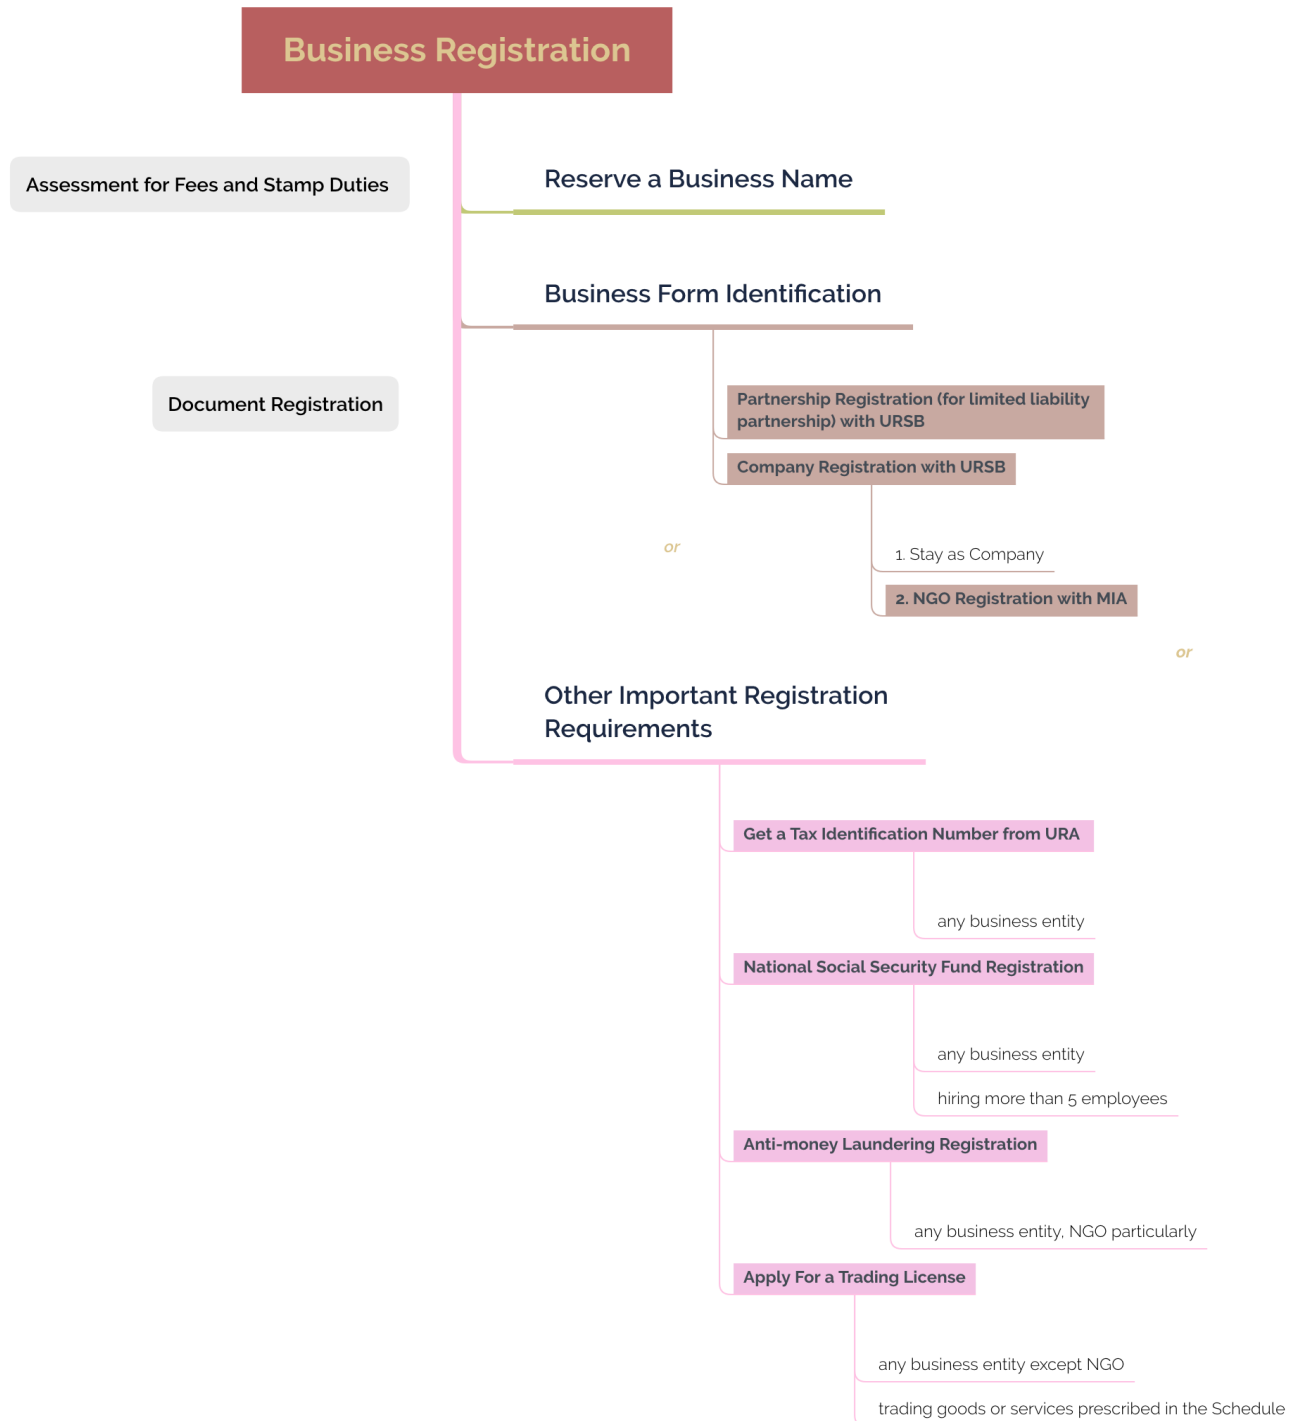 Business Registration
Assessment for Fees and Stamp Duties
Reserve a Business Name
Business Form Identification
Document Registration
Partnership Registration (for limited liability
partnership) with URSB
Company Registration with URSB
or
1. Stay as Company
2. NGO Registration with MIA
or
Other Important Registration
Requirements
Get a Tax Identification Number from URA
any business entity
National Social Security Fund Registration
any business entity
hiring more than 5 employees
Anti-money Laundering Registration
any business entity, NGO particularly
Apply For a Trading License
any business entity except NGO
trading goods or services prescribed in the Schedule